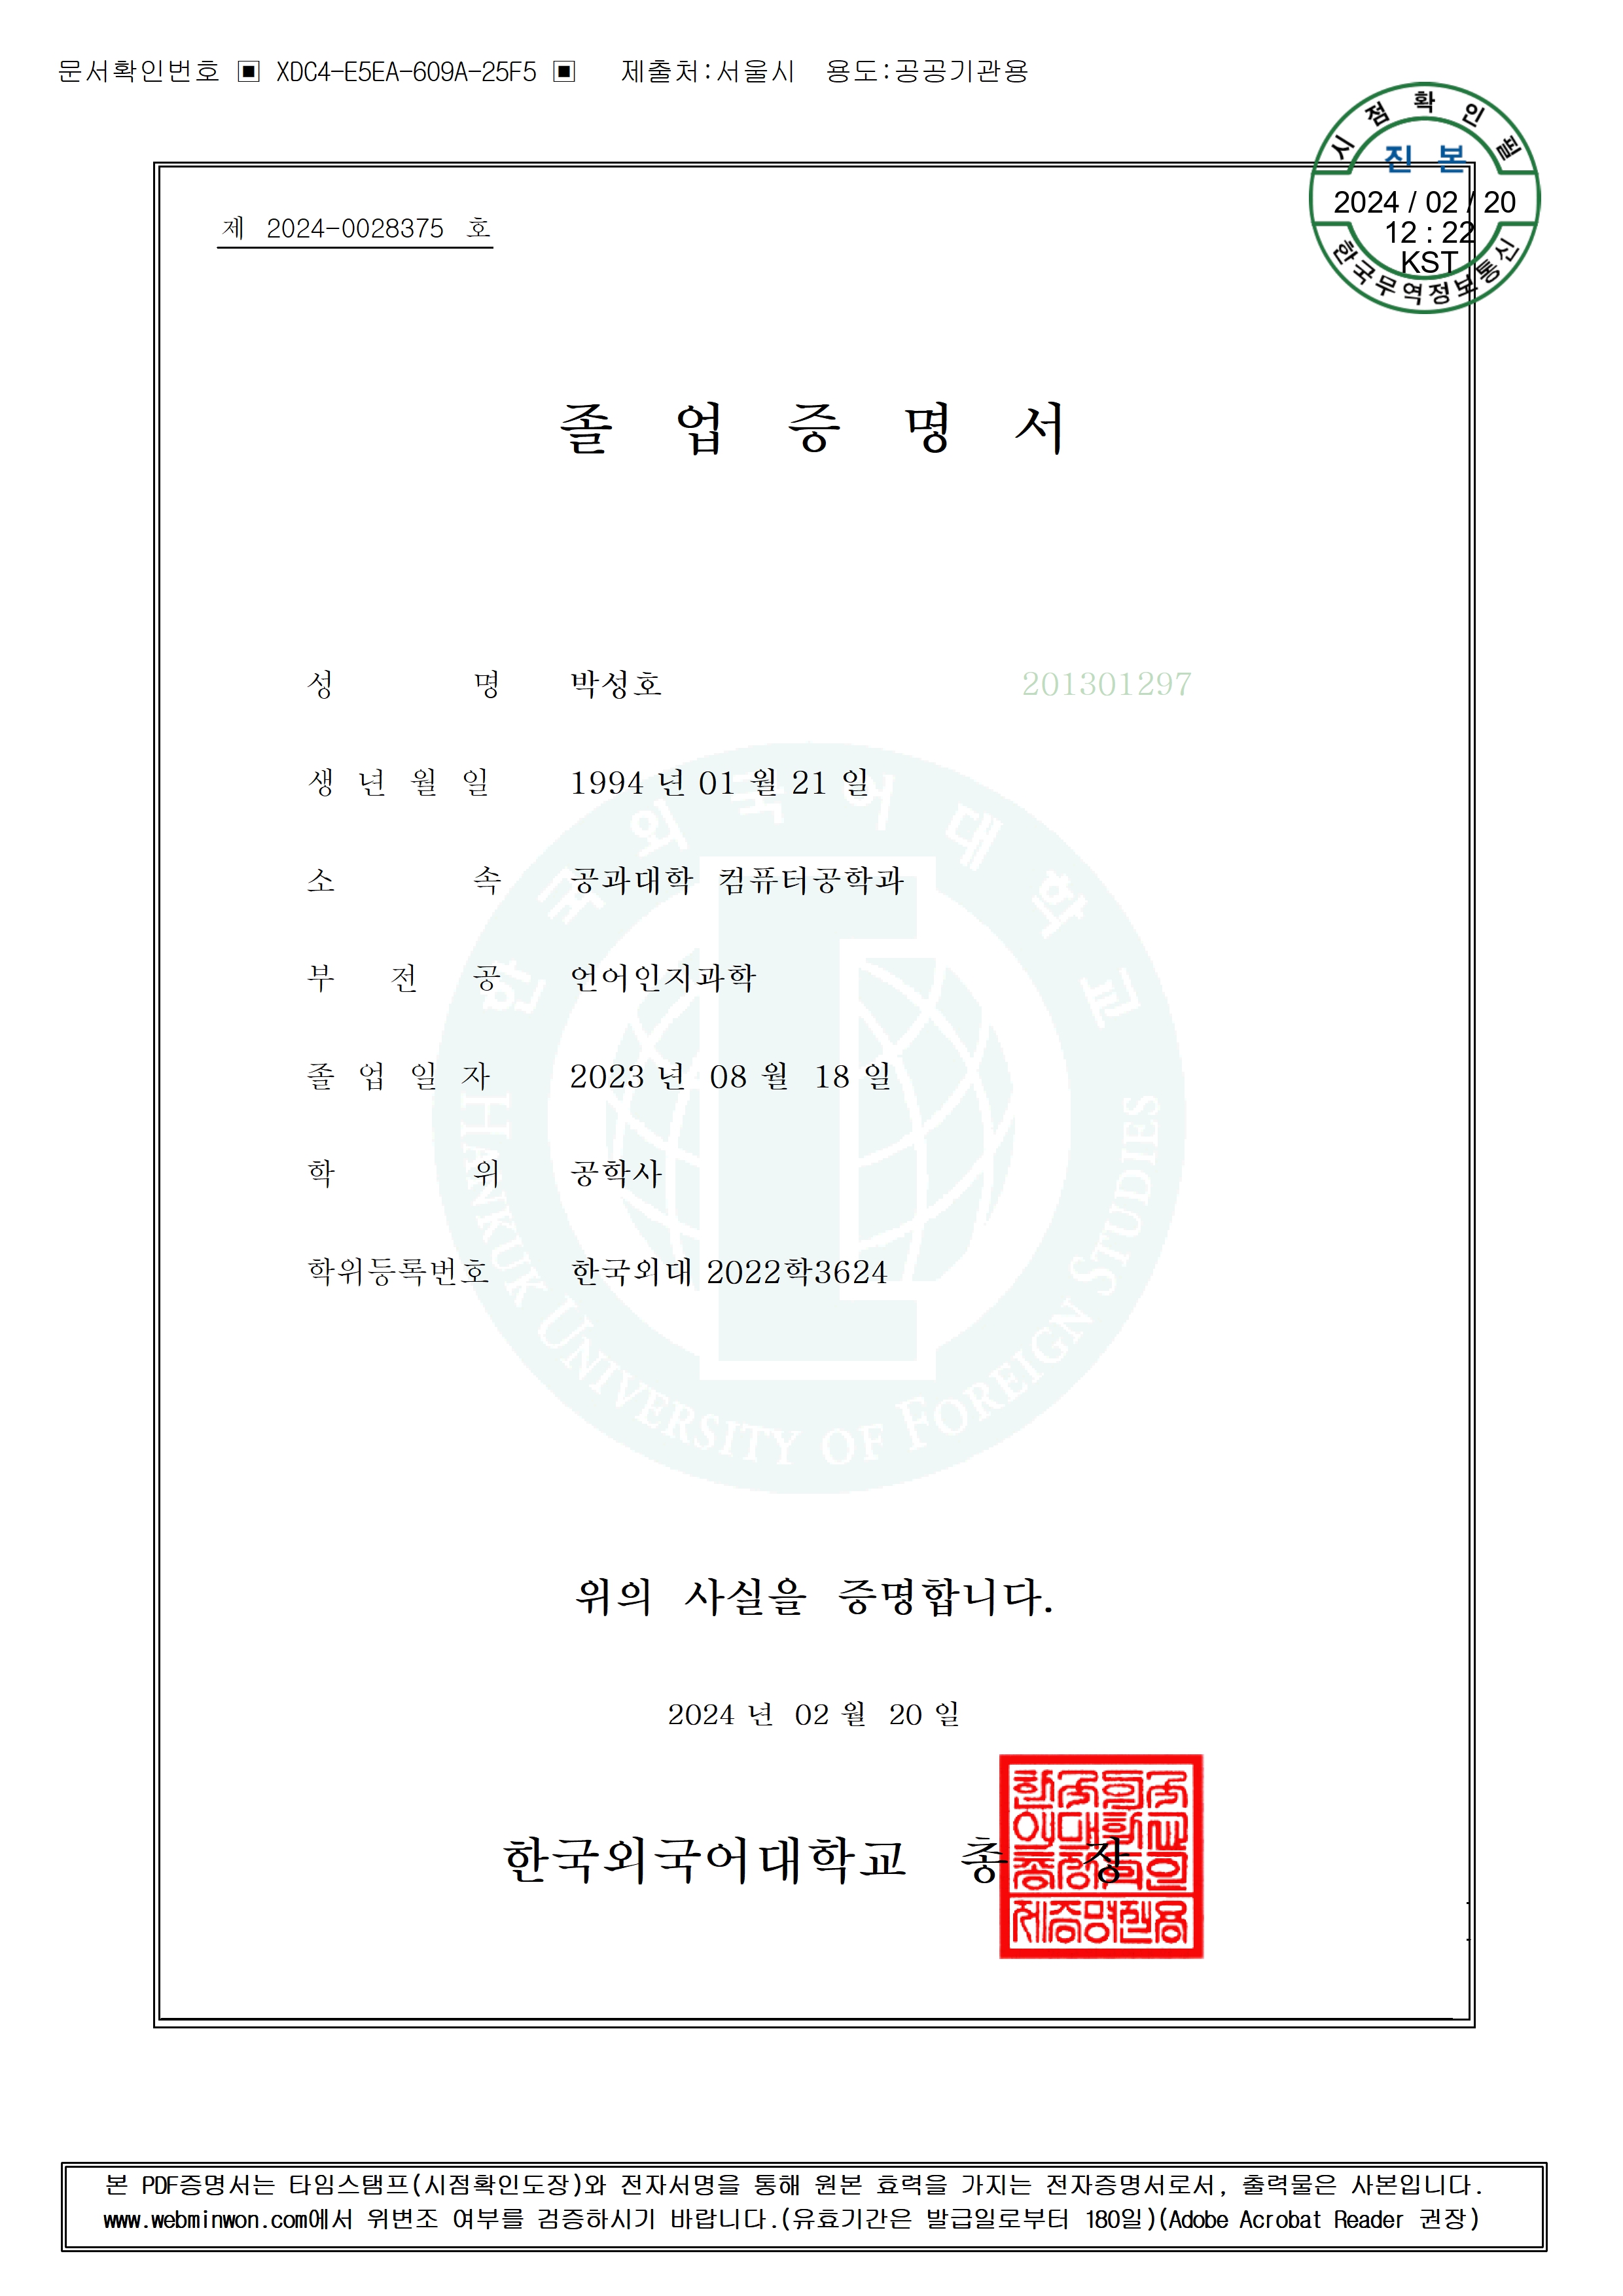 문서확인번호 ▣ XDC4-E5EA-609A-25F5 ▣ 제출처:서울시 용도:공공기관용
시점확인필
진 본
2024 / 02 / 20
12 : 22
KST
한국무역정보통신
제 2024-0028375 호
졸 업 증 명 서
성 명 박성호 201301297
생 년 월 일 1994 년 01 월 21 일
소 속 공과대학 컴퓨터공학과
부 전 공 언어인지과학
졸 업 일 자 2023 년 08 월 18 일
학 위 공학사
학위등록번호 한국외대 2022학3624
한국외국어대학교
HANKUK UNIVERSITY OF FOREIGN STUDIES
위의 사실을 증명합니다.
2024 년 02 월 20 일
한국외국어대학교 총 장
제증명전용
본 PDF증명서는 타임스탬프(시점확인도장)와 전자서명을 통해 원본 효력을 가지는 전자증명서로서, 출력물은 사본입니다.
www.webminwon.com에서 위변조 여부를 검증하시기 바랍니다.(유효기간은 발급일로부터 180일)(Adobe Acrobat Reader 권장)